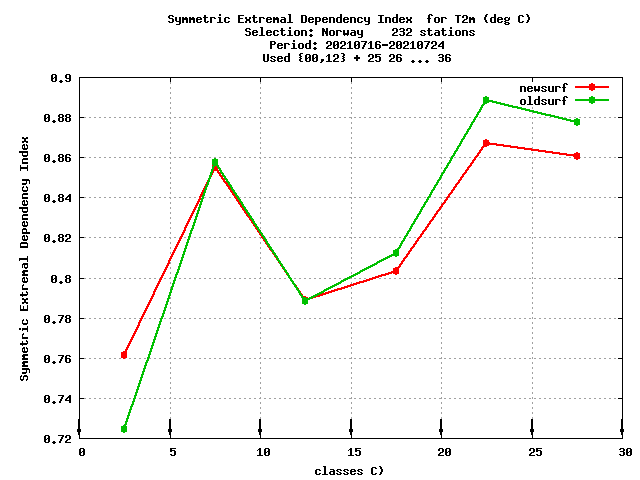 Symmetric Extremal Dependency Index  for T2m (deg C)
Selection: Norway    232 stations
Period: 20210716-20210724
Used {00,12} + 25 26 ... 36
newsurf
oldsurf
Symmetric Extremal Dependency Index
0.9
0.88
0.86
0.84
0.82
0.8
0.78
0.76
0.74
0.72
0 5 10 15 20 25 30
classes C)